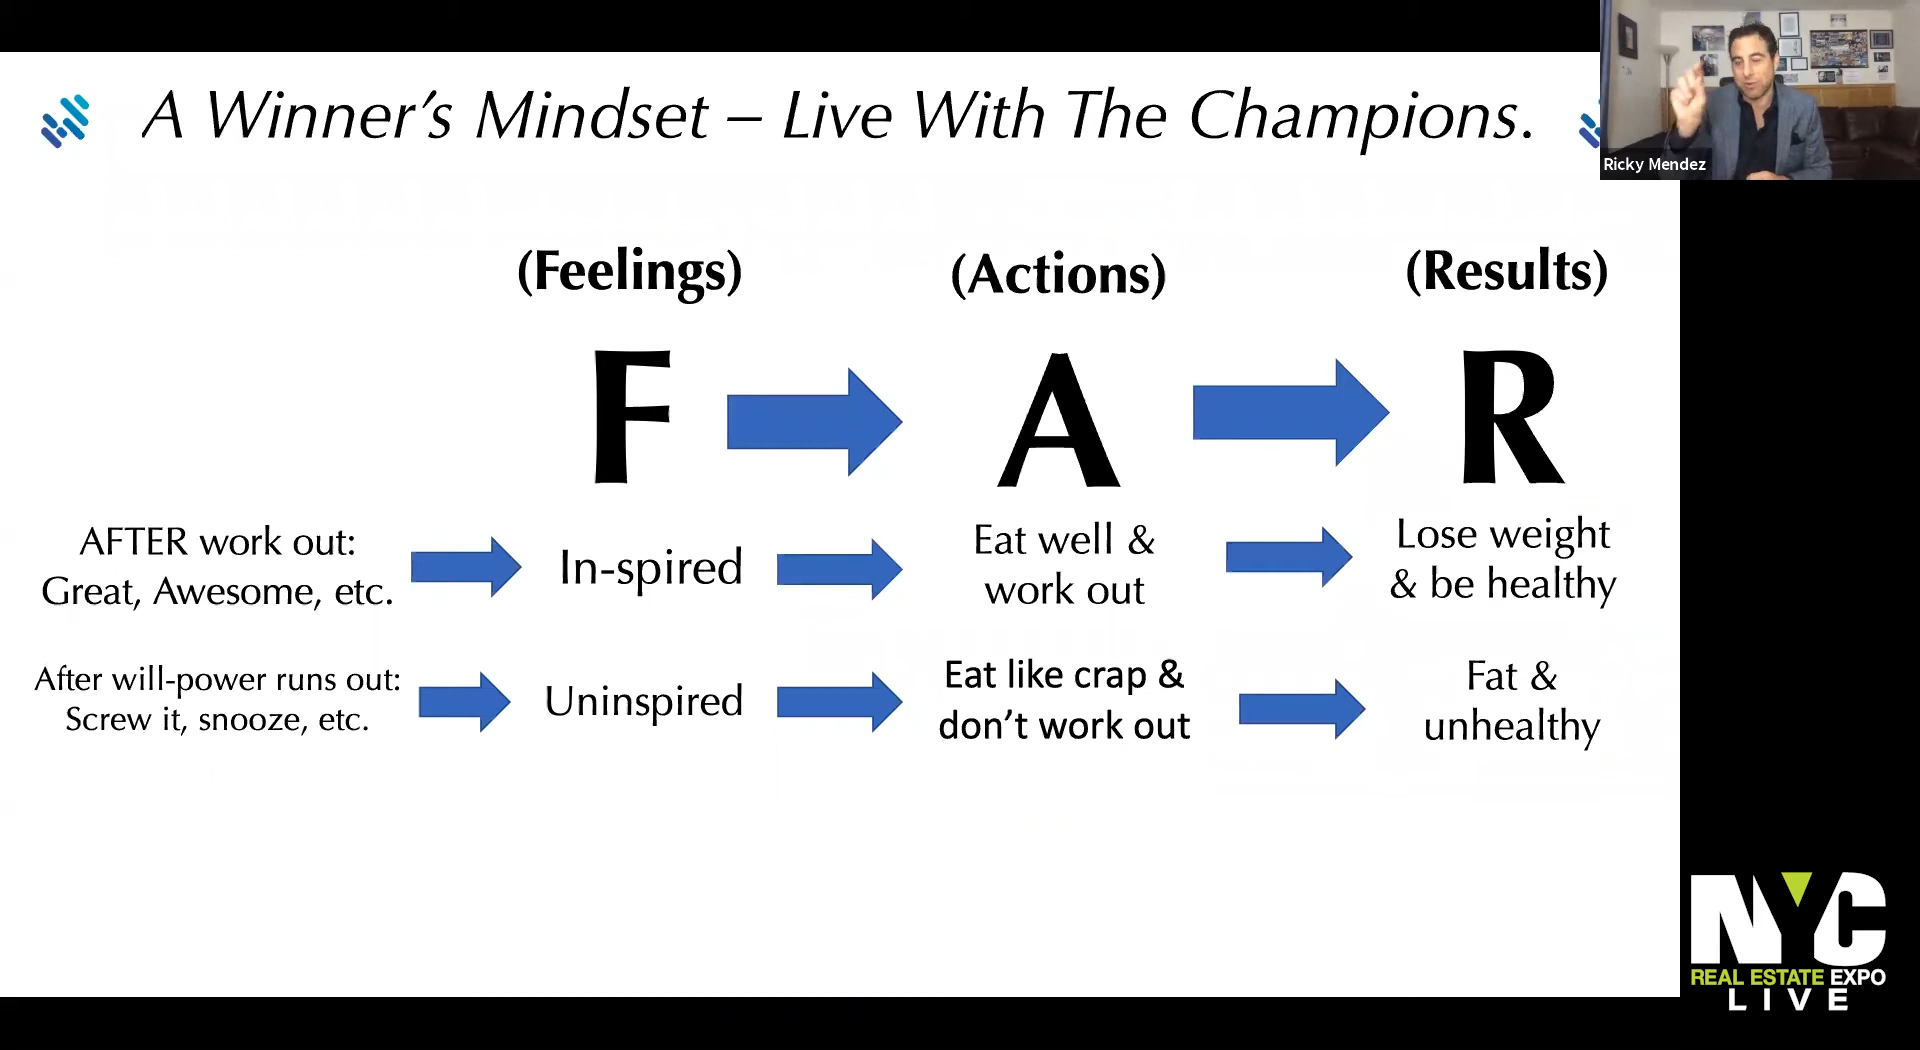 A Winner's Mindset – Live With The Champions.
Ricky Mendez
(Feelings)
(Actions)
(Results)
F
A
R
AFTER work out:
Great, Awesome, etc.
In-spired
Eat well &
work out
Lose weight
& be healthy
After will-power runs out:
Screw it, snooze, etc.
Uninspired
Eat like crap &
don't work out
Fat &
unhealthy
NYC
REAL ESTATE EXPO
LIVE